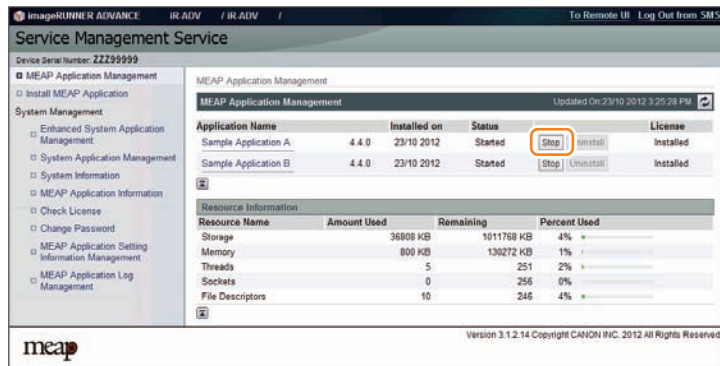 imageRUNNER ADVANCE iR-ADV / iR-ADV / To Remote UI Log Out from SMS
Service Management Service
Device Serial Number: ZZZ99999
MEAP Application Management
Install MEAP Application
System Management
Enhanced System Application
Management
System Application Management
System Information
MEAP Application Information
Check License
Change Password
MEAP Application Setting
Information Management
MEAP Application Log
Management
MEAP Application Management
MEAP Application Management Updated On:23/10 2012 3:25:28 PM
Application Name Installed on Status License
Sample Application A 4.4.0 23/10 2012 Started Stop Uninstall Installed
Sample Application B 4.4.0 23/10 2012 Started Stop Uninstall Installed
Resource Information
Resource Name Amount Used Remaining Percent Used
Storage 36808 KB 1011768 KB 4%
Memory 800 KB 130272 KB 1%
Threads 5 251 2%
Sockets 0 256 0%
File Descriptors 10 246 4%
Version 3.1.2.14 Copyright CANON INC. 2012 All Rights Reserved
meap